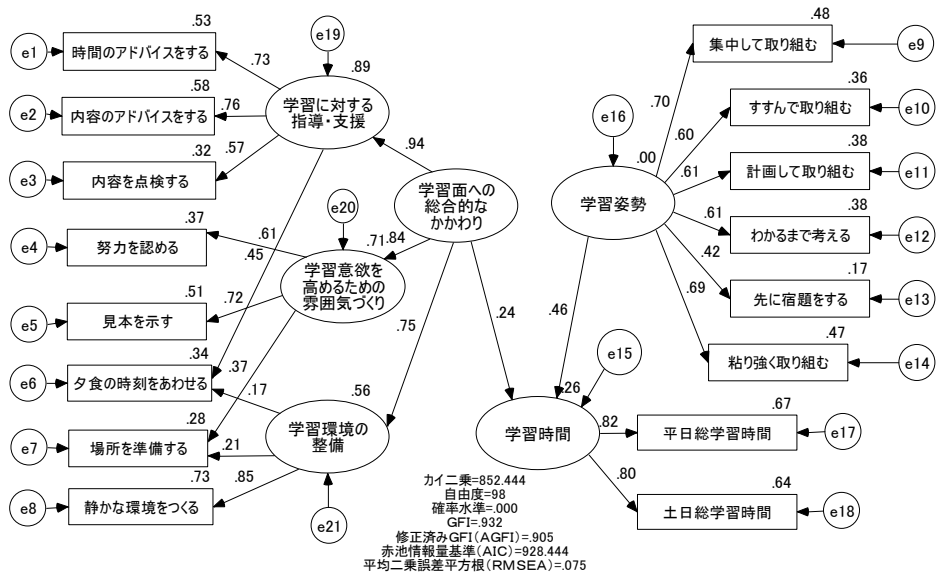 e1
時間のアドバイスをする
.53
e2
内容のアドバイスをする
.58
e3
内容を点検する
.32
e4
努力を認める
.37
e5
見本を示す
.51
e6
夕食の時刻をあわせる
.34
e7
場所を準備する
.28
e8
静かな環境をつくる
.73
.73
.76
.57
.45
.61
.72
.37
.17
.21
.85
e19
.89
学習に対する
指導・支援
e20
.71
学習意欲を
高めるための
雰囲気づくり
.56
学習環境の
整備
e21
.94
.84
.75
学習面への
総合的な
かかわり
.24
.46
e16
.00
学習姿勢
e15
.26
学習時間
.70
.60
.61
.61
.42
.69
.82
.80
.48
集中して取り組む
e9
.36
すすんで取り組む
e10
.38
計画して取り組む
e11
.38
わかるまで考える
e12
.17
先に宿題をする
e13
.47
粘り強く取り組む
e14
.67
平日総学習時間
e17
.64
土日総学習時間
e18
カイ二乗=852.444
自由度=98
確率水準=.000
GFI=.932
修正済みGFI(AGFI)=.905
赤池情報量基準(AIC)=928.444
平均二乗誤差平方根(RMSEA)=.075